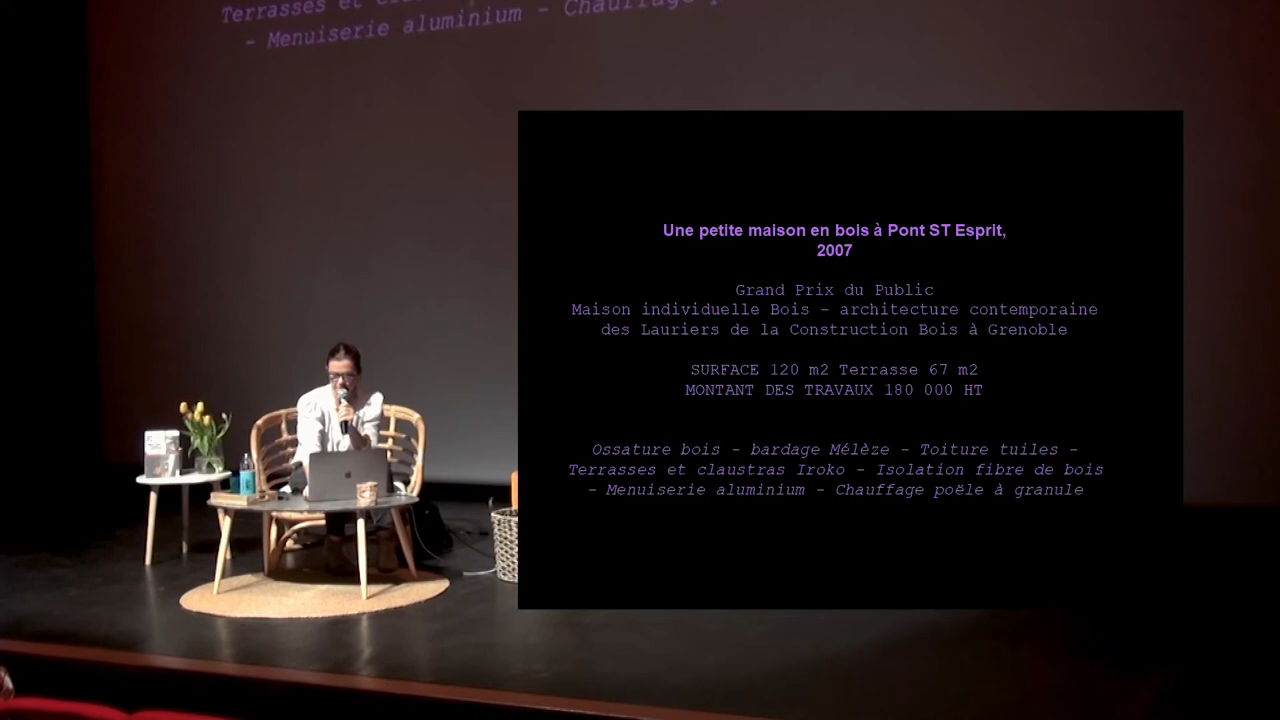 Terrasses et
- Menuiserie aluminium - Chauffage
Une petite maison en bois à Pont ST Esprit,
2007
Grand Prix du Public
Maison individuelle Bois – architecture contemporaine
des Lauriers de la Construction Bois à Grenoble
SURFACE 120 m2 Terrasse 67 m2
MONTANT DES TRAVAUX 180 000 HT
Ossature bois - bardage Mélèze - Toiture tuiles -
Terrasses et claustras Iroko - Isolation fibre de bois
- Menuiserie aluminium - Chauffage poële à granule